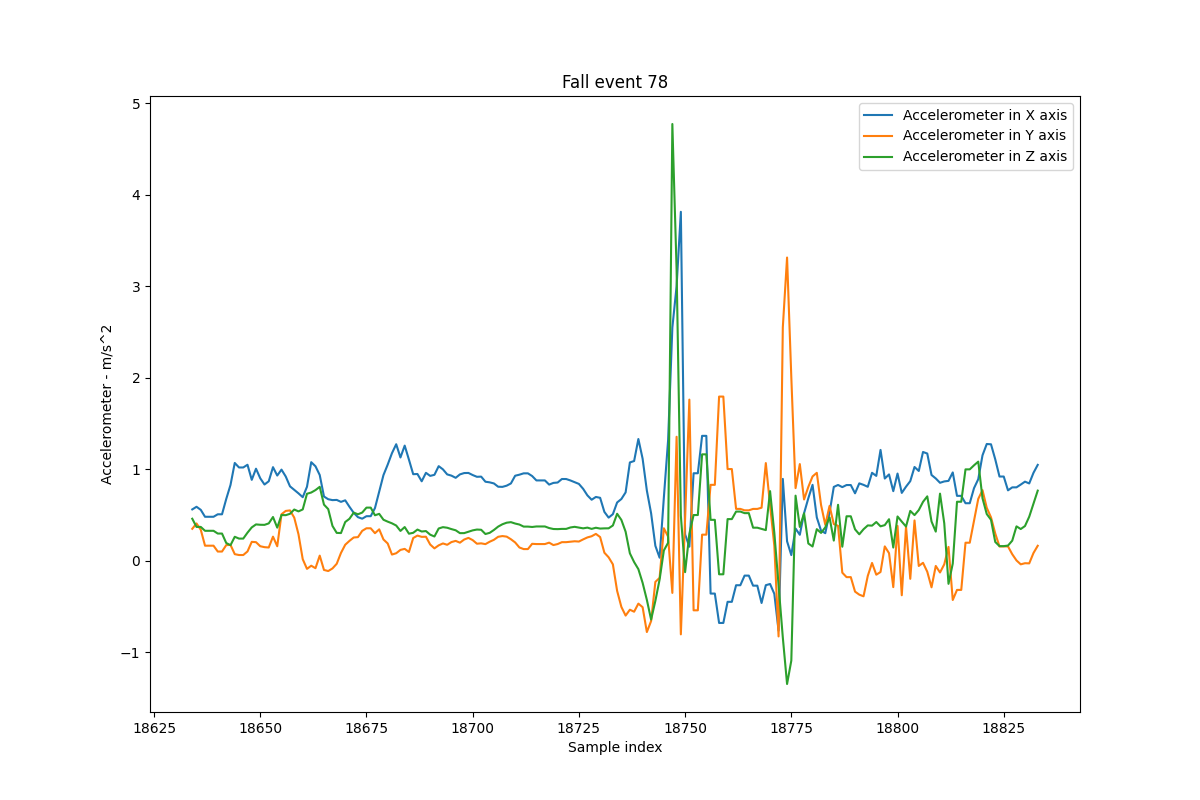 Fall event 78
Accelerometer in X axis
Accelerometer in Y axis
Accelerometer in Z axis
Accelerometer - m/s^2
5
4
3
2
1
0
−1
18625 18650 18675 18700 18725 18750 18775 18800 18825
Sample index